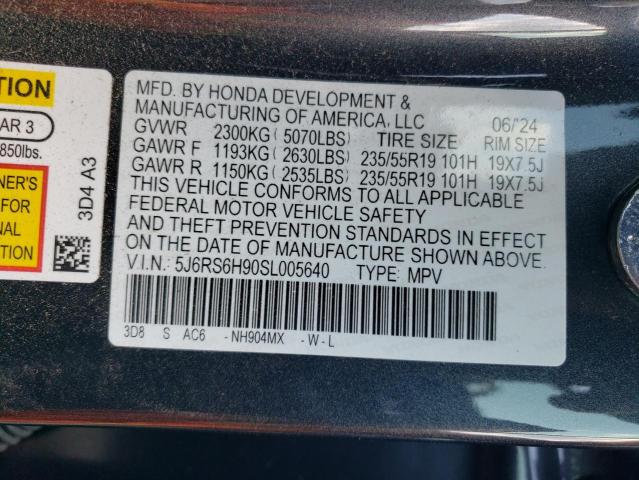 TION
AR 3
850lbs.
NER'S
FOR
NAL
ION
3D4 A3
MFD. BY HONDA DEVELOPMENT &
MANUFACTURING OF AMERICA, LLC 06/'24
GVWR 2300KG (5070LBS) TIRE SIZE RIM SIZE
GAWR F 1193KG (2630LBS) 235/55R19 101H 19X7.5J
GAWR R 1150KG (2535LBS) 235/55R19 101H 19X7.5J
THIS VEHICLE CONFORMS TO ALL APPLICABLE
FEDERAL MOTOR VEHICLE SAFETY
AND THEFT PREVENTION STANDARDS IN EFFECT
ON THE DATE OF MANUFACTURE SHOWN ABOVE.
V.I.N.: 5J6RS6H90SL005640 TYPE: MPV
3D8 S AC6 - NH904MX - W - L